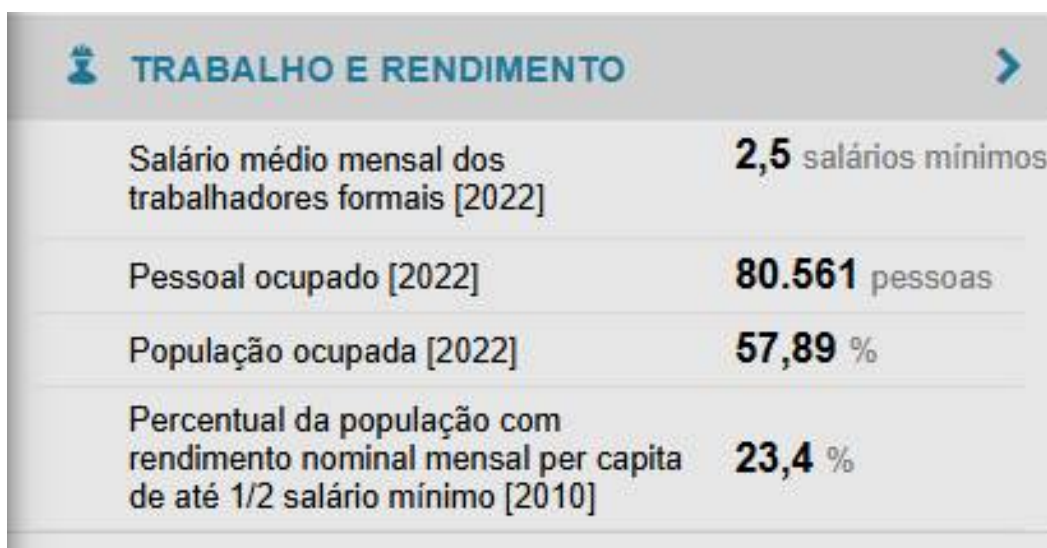 TRABALHO E RENDIMENTO
Salário médio mensal dos
trabalhadores formais [2022]
2,5 salários mínimos
Pessoal ocupado [2022]
80.561 pessoas
População ocupada [2022]
57,89 %
Percentual da população com
rendimento nominal mensal per capita
de até 1/2 salário mínimo [2010]
23,4 %